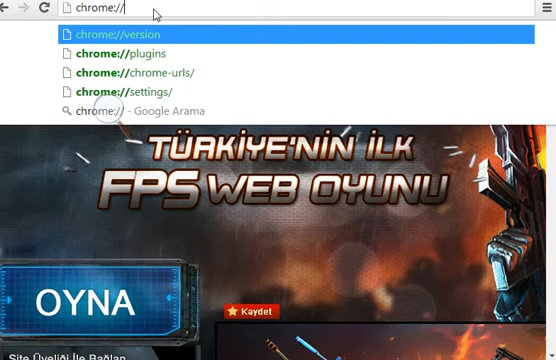 chrome://
chrome://version
chrome://plugins
chrome://chrome-urls/
chrome://settings/
chrome:// - Google Arama
TÜRKİYE'NİN İLK
FPS WEB OYUNU
OYNA
Kaydet
Site Üyeliği İle Bağlan